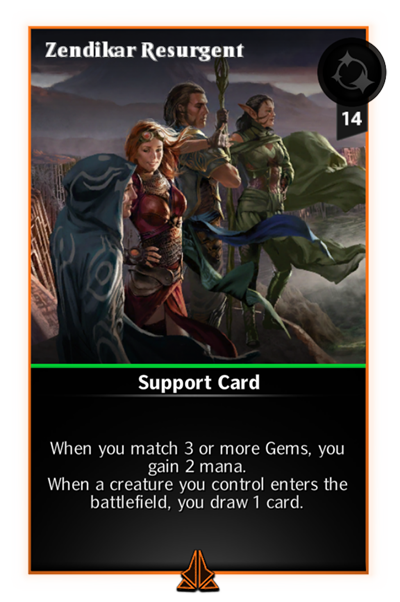 Zendikar Resurgent
14
Support Card
When you match 3 or more Gems, you
gain 2 mana.
When a creature you control enters the
battlefield, you draw 1 card.